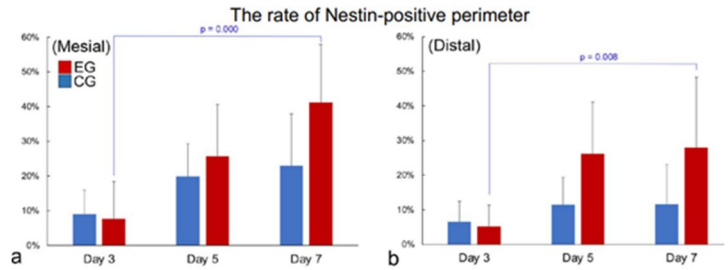 The rate of Nestin-positive perimeter
(Mesial)
EG
CG
p = 0.000
60%
50%
40%
30%
20%
10%
0%
Day 3 Day 5 Day 7
a
(Distal)
p = 0.008
60%
50%
40%
30%
20%
10%
0%
Day 3 Day 5 Day 7
b